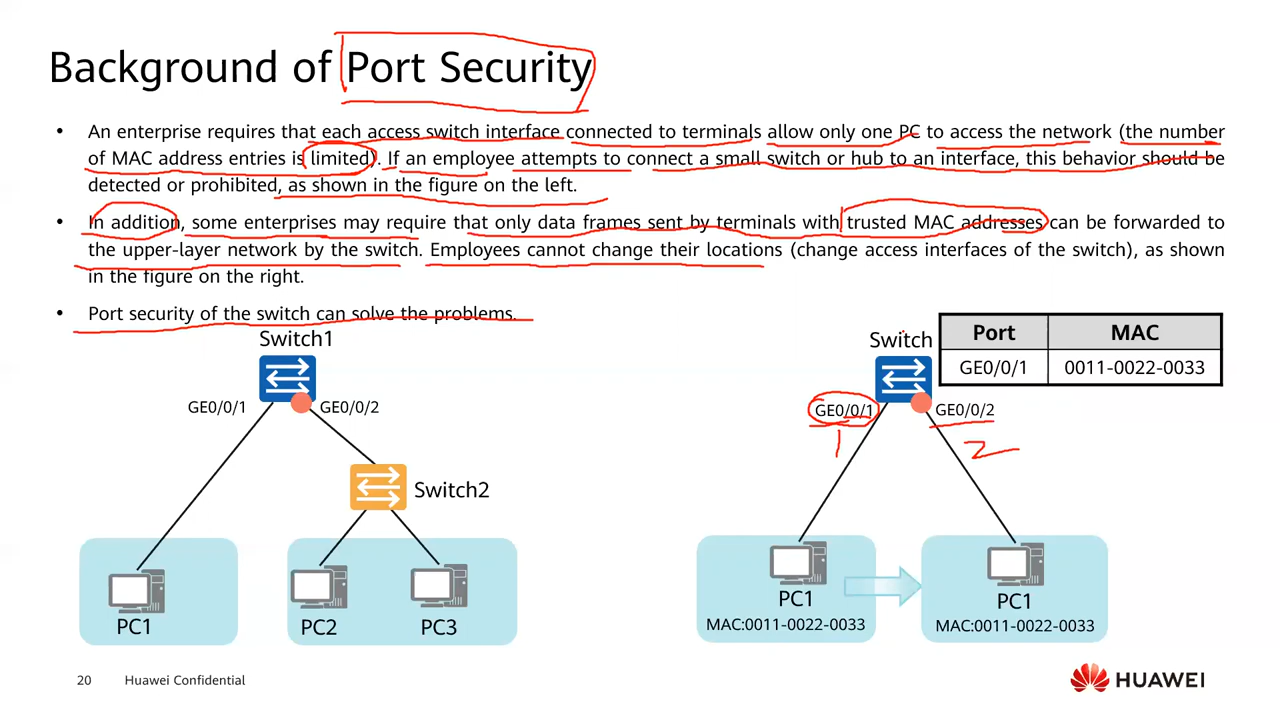 Background of Port Security
• An enterprise requires that each access switch interface connected to terminals allow only one PC to access the network (the number
of MAC address entries is limited). If an employee attempts to connect a small switch or hub to an interface, this behavior should be
detected or prohibited, as shown in the figure on the left.
• In addition, some enterprises may require that only data frames sent by terminals with trusted MAC addresses can be forwarded to
the upper-layer network by the switch. Employees cannot change their locations (change access interfaces of the switch), as shown
in the figure on the right.
• Port security of the switch can solve the problems.
Switch1
GE0/0/1
GE0/0/2
Switch2
PC1
PC2
PC3
Switch
Port MAC
GE0/0/1 0011-0022-0033
GE0/0/1
GE0/0/2
1
2
PC1
MAC:0011-0022-0033
PC1
MAC:0011-0022-0033
20 Huawei Confidential
HUAWEI